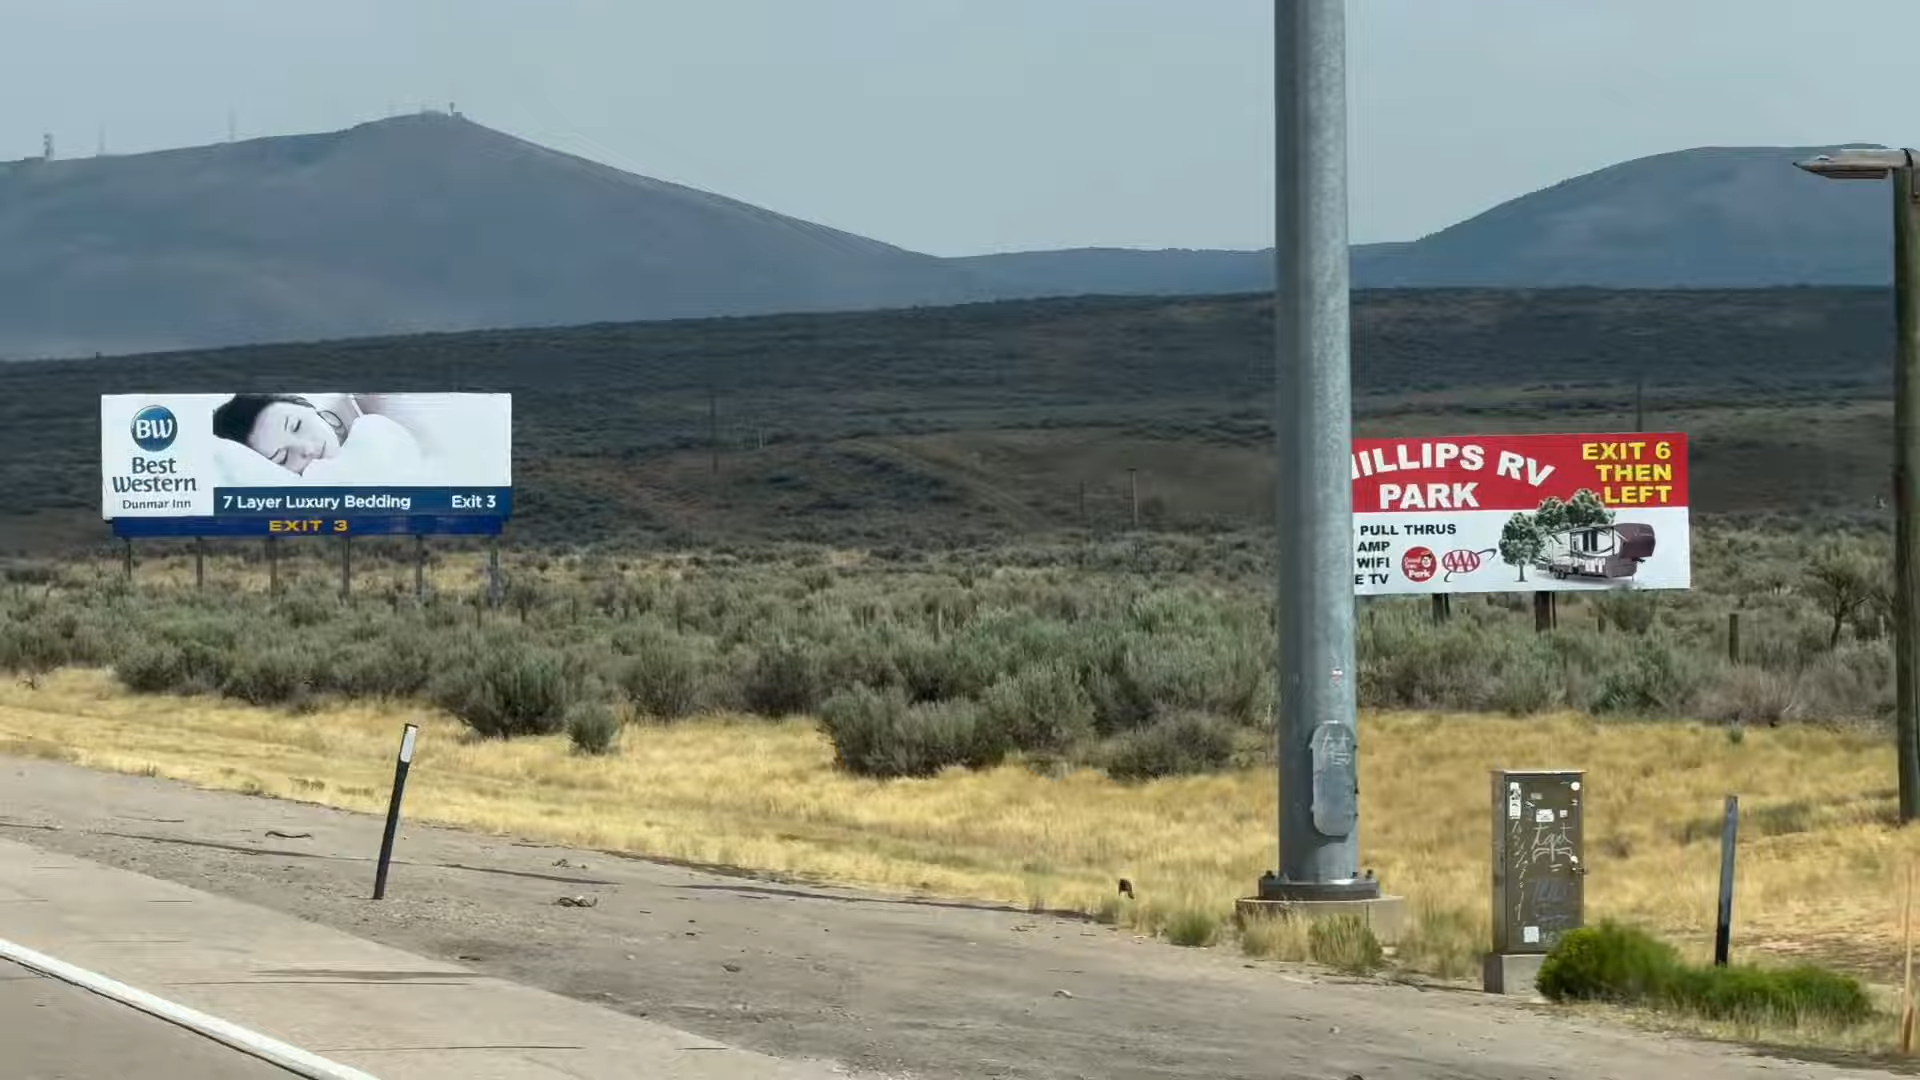 BW
Best
Western
Dunmar Inn
7 Layer Luxury Bedding Exit 3
EXIT 3
ILLIPS RV
PARK
EXIT 6
THEN
LEFT
PULL THRUS
AMP
WIFI
E TV
Park
AAA